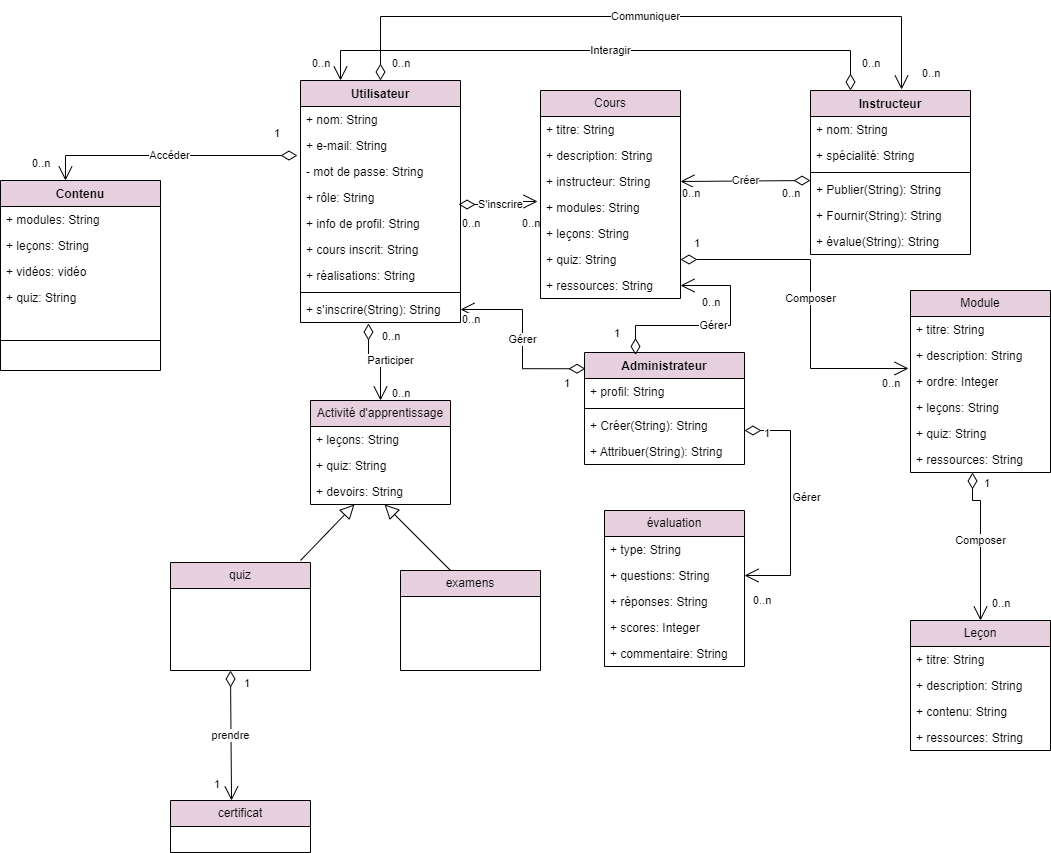 Communiquer
Interagir
0..n
0..n
0..n
0..n
Utilisateur
+ nom: String
+ e-mail: String
- mot de passe: String
+ rôle: String
+ info de profil: String
+ cours inscrit: String
+ réalisations: String
+ s'inscrire(String): String
Cours
+ titre: String
+ description: String
+ instructeur: String
+ modules: String
+ leçons: String
+ quiz: String
+ ressources: String
Instructeur
+ nom: String
+ spécialité: String
+ Publier(String): String
+ Fournir(String): String
+ évalue(String): String
1
Accéder
0..n
Contenu
+ modules: String
+ leçons: String
+ vidéos: vidéo
+ quiz: String
S'inscrire
0..n
0..n
Créer
0..n
0..n
1
Composer
0..n
Module
+ titre: String
+ description: String
+ ordre: Integer
+ leçons: String
+ quiz: String
+ ressources: String
0..n
Gérer
1
0..n
Gérer
1
Administrateur
+ profil: String
+ Créer(String): String
+ Attribuer(String): String
0..n
Participer
0..n
Activité d'apprentissage
+ leçons: String
+ quiz: String
+ devoirs: String
1
Gérer
0..n
évaluation
+ type: String
+ questions: String
+ réponses: String
+ scores: Integer
+ commentaire: String
1
Composer
0..n
Leçon
+ titre: String
+ description: String
+ contenu: String
+ ressources: String
quiz
examens
1
prendre
1
certificat